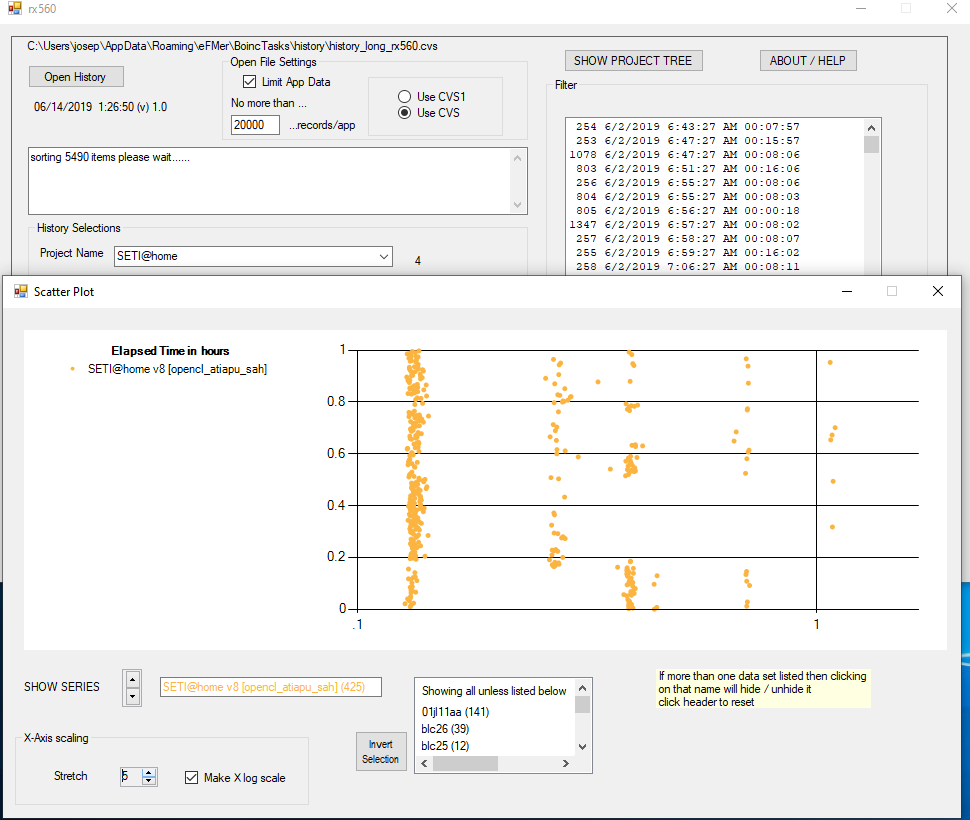 rx560
C:\Users\josep\AppData\Roaming\eFMer\BoincTasks\history\history_long_rx560.cvs
Open History
06/14/2019 1:26:50 (v) 1.0
Open File Settings
Limit App Data
No more than ...
20000 ...records/app
Use CVS1
Use CVS
SHOW PROJECT TREE
ABOUT / HELP
Filter
254 6/2/2019 6:43:27 AM 00:07:57
253 6/2/2019 6:47:27 AM 00:15:57
1078 6/2/2019 6:47:27 AM 00:08:06
803 6/2/2019 6:51:27 AM 00:16:06
256 6/2/2019 6:55:27 AM 00:08:06
804 6/2/2019 6:55:27 AM 00:08:03
805 6/2/2019 6:56:27 AM 00:00:18
1347 6/2/2019 6:57:27 AM 00:08:02
257 6/2/2019 6:58:27 AM 00:08:07
255 6/2/2019 6:59:27 AM 00:16:02
258 6/2/2019 7:06:27 AM 00:08:11
sorting 5490 items please wait......
History Selections
Project Name SETI@home 4
Scatter Plot
Elapsed Time in hours
SETI@home v8 [opencl_atiapu_sah]
1
0.8
0.6
0.4
0.2
0
.1 1
SHOW SERIES
SETI@home v8 [opencl_atiapu_sah] (425)
Showing all unless listed below
01jl11aa (141)
blc26 (39)
blc25 (12)
If more than one data set listed then clicking
on that name will hide / unhide it
click header to reset
X-Axis scaling
Stretch 5
Make X log scale
Invert
Selection